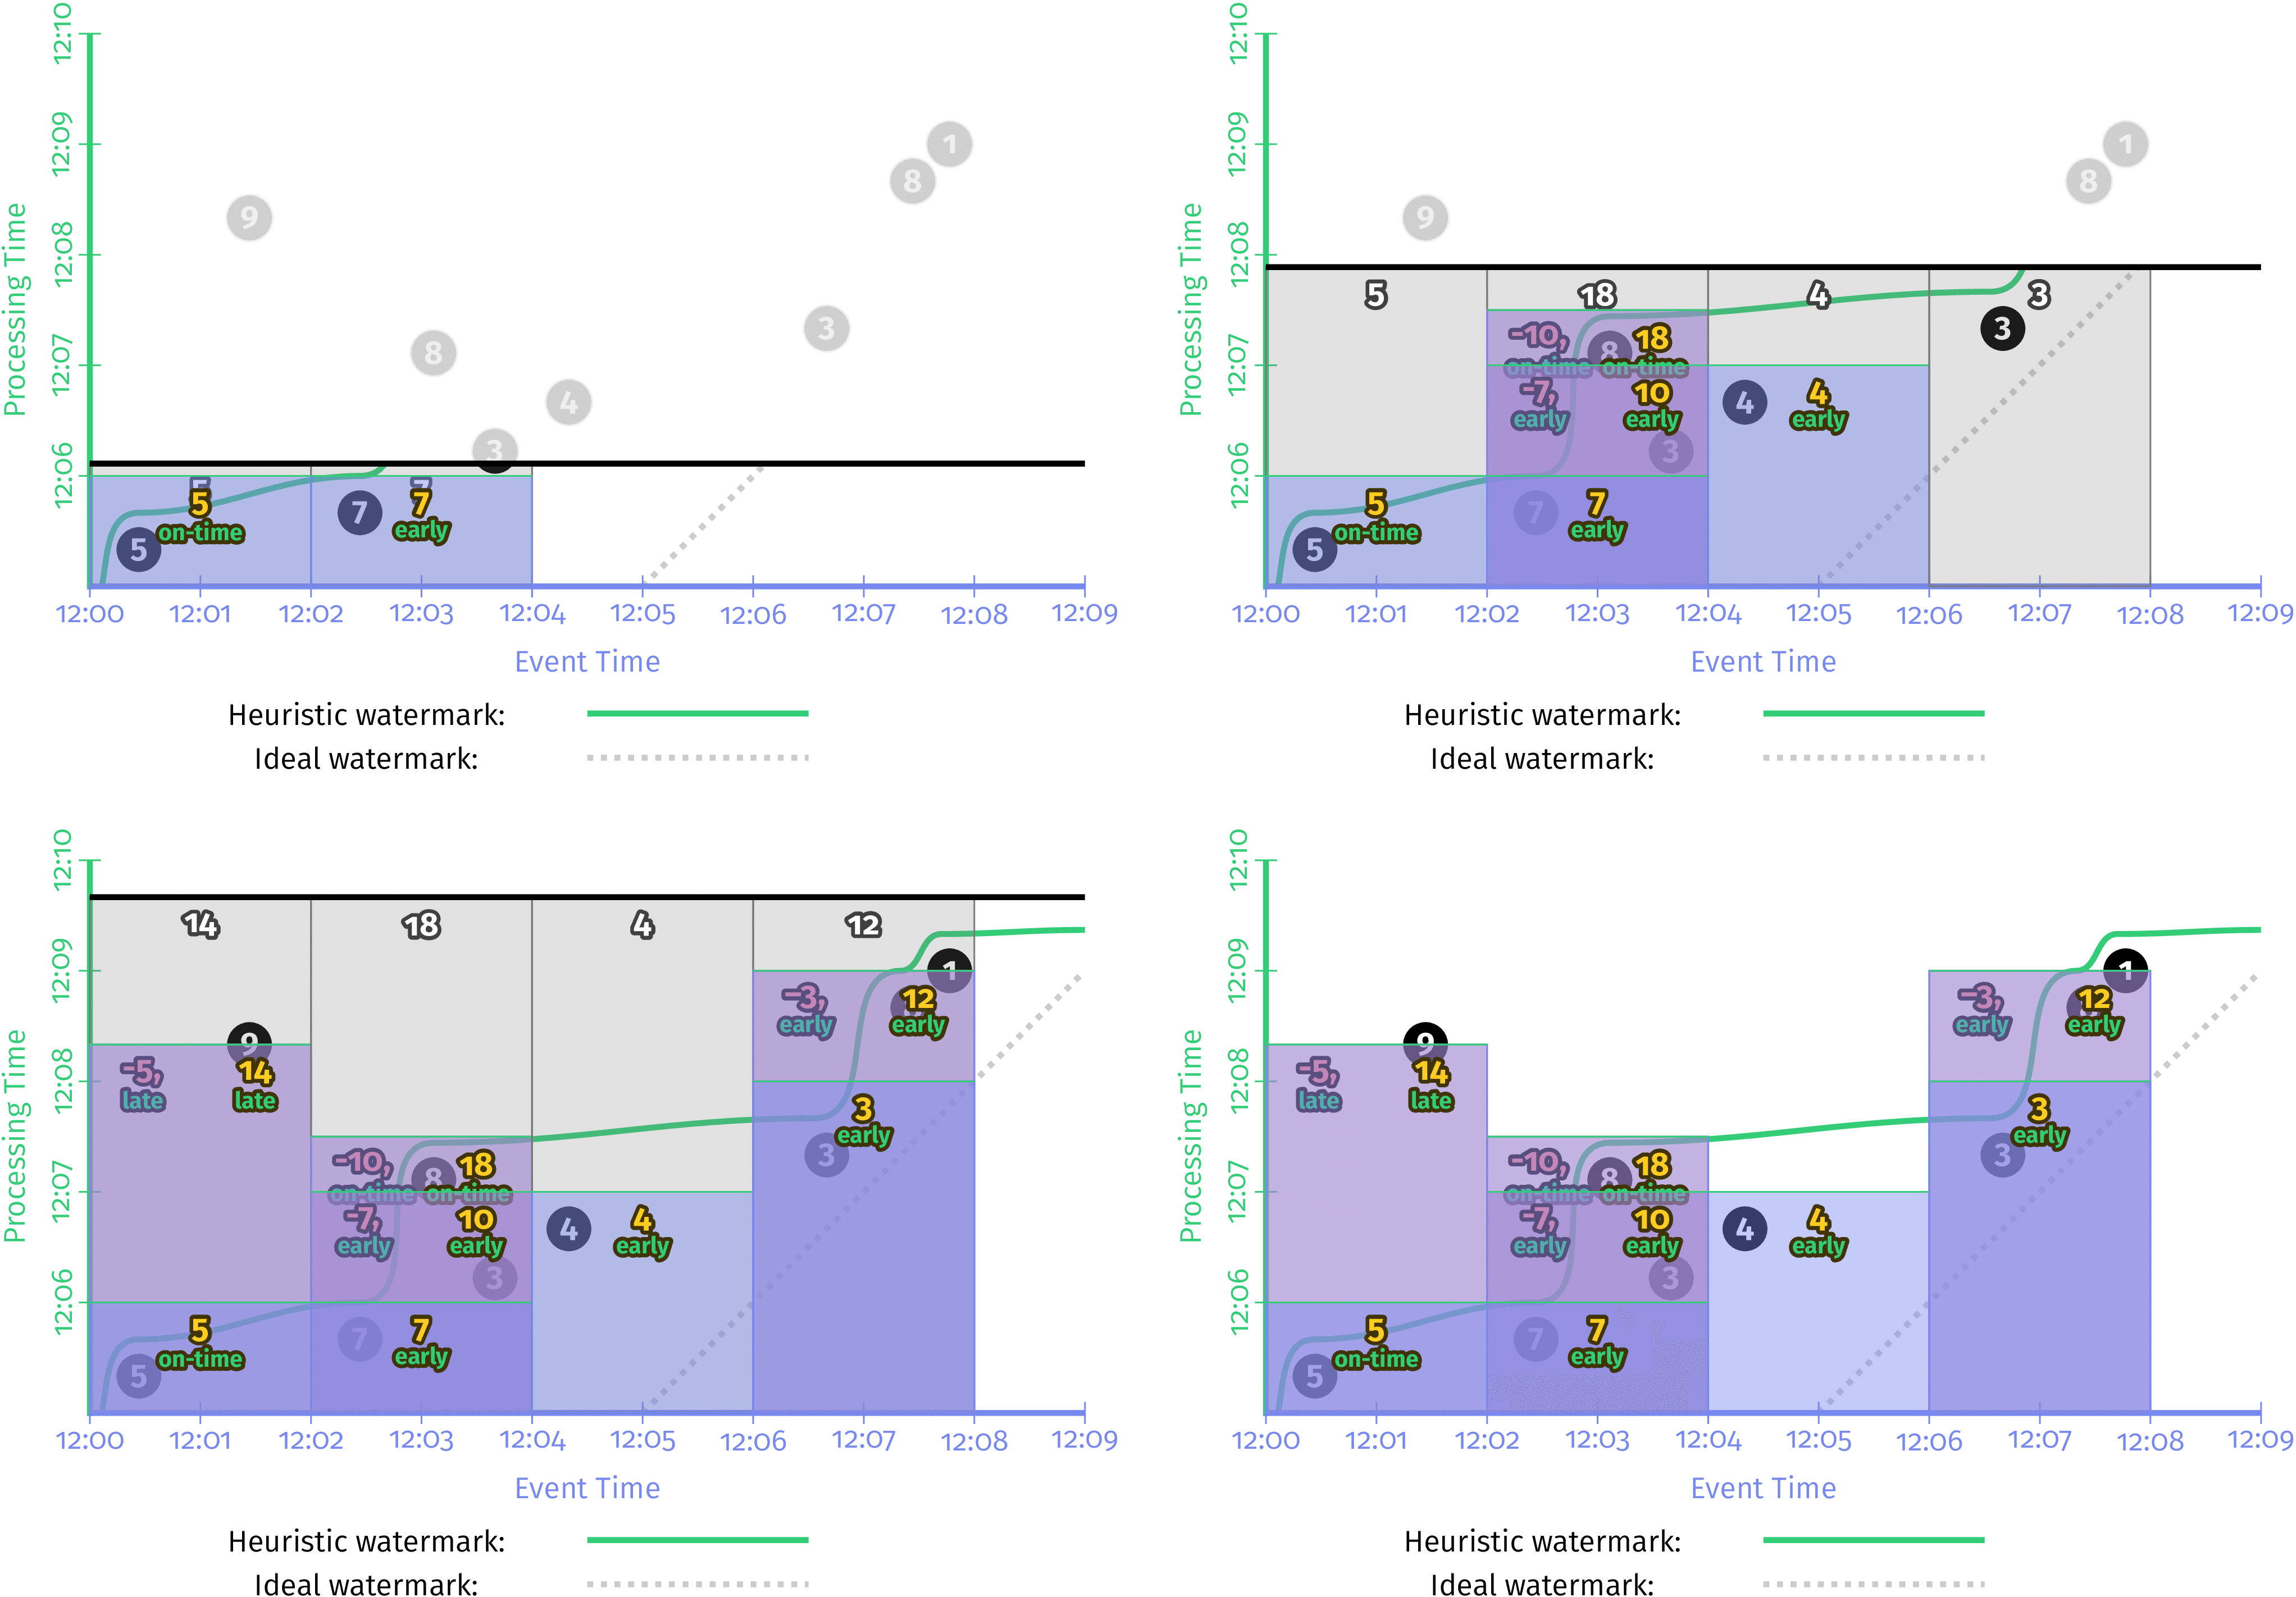 12:10
12:09
12:08
12:07
12:06
Processing Time
9
8
1
8
3
4
3
5
5
on-time
5
7
7
7
early
12:00 12:01 12:02 12:03 12:04 12:05 12:06 12:07 12:08 12:09
Event Time
Heuristic watermark:
Ideal watermark:
12:10
12:09
12:08
12:07
12:06
Processing Time
1
8
9
5 18 4 3
3
-10, on-time
8
18 on-time
-7, early
10 early
3
4
4 early
5
5 on-time
7
7 early
12:00 12:01 12:02 12:03 12:04 12:05 12:06 12:07 12:08 12:09
Event Time
Heuristic watermark:
Ideal watermark:
12:10
12:09
12:08
12:07
12:06
Processing Time
14 18 4 12
1
-3, early
12 early
9
-5, late
14 late
3 early
3
-10, on-time
8
18 on-time
-7, early
10 early
3
4
4 early
5
5 on-time
7
7 early
12:00 12:01 12:02 12:03 12:04 12:05 12:06 12:07 12:08 12:09
Event Time
Heuristic watermark:
Ideal watermark:
12:10
12:09
12:08
12:07
12:06
Processing Time
1
-3, early
12 early
9
-5, late
14 late
3 early
3
-10, on-time
8
18 on-time
-7, early
10 early
3
4
4 early
5
5 on-time
7
7 early
12:00 12:01 12:02 12:03 12:04 12:05 12:06 12:07 12:08 12:09
Event Time
Heuristic watermark:
Ideal watermark: